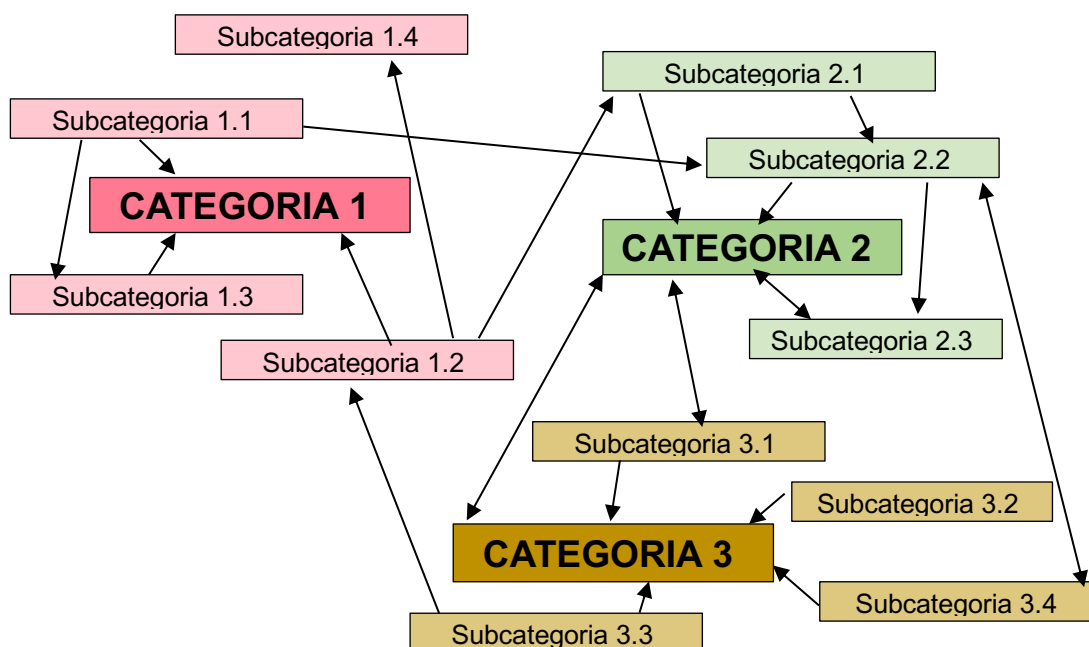 Subcategoria 1.4
Subcategoria 2.1
Subcategoria 1.1
Subcategoria 2.2
CATEGORIA 1
CATEGORIA 2
Subcategoria 1.3
Subcategoria 2.3
Subcategoria 1.2
Subcategoria 3.1
Subcategoria 3.2
CATEGORIA 3
Subcategoria 3.4
Subcategoria 3.3